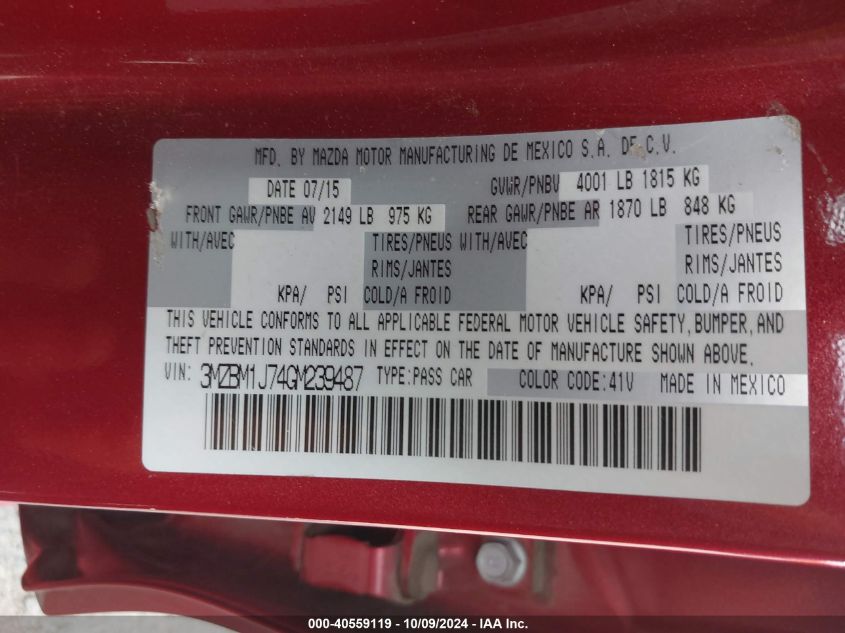 MFD. BY MAZDA MOTOR MANUFACTURING DE MEXICO S.A. DE C.V.
DATE 07/15 GVWR/PNBV 4001 LB 1815 KG
FRONT GAWR/PNBE AV 2149 LB 975 KG REAR GAWR/PNBE AR 1870 LB 848 KG
WITH/AVEC TIRES/PNEUS WITH/AVEC TIRES/PNEUS
RIMS/JANTES RIMS/JANTES
KPA/ PSI COLD/A FROID KPA/ PSI COLD/A FROID
THIS VEHICLE CONFORMS TO ALL APPLICABLE FEDERAL MOTOR VEHICLE SAFETY, BUMPER, AND
THEFT PREVENTION STANDARDS IN EFFECT ON THE DATE OF MANUFACTURE SHOWN ABOVE.
VIN: 3MZBM1J74GM239487 TYPE:PASS CAR COLOR CODE:41V MADE IN MEXICO
000-40559119 - 10/09/2024 - IAA Inc.